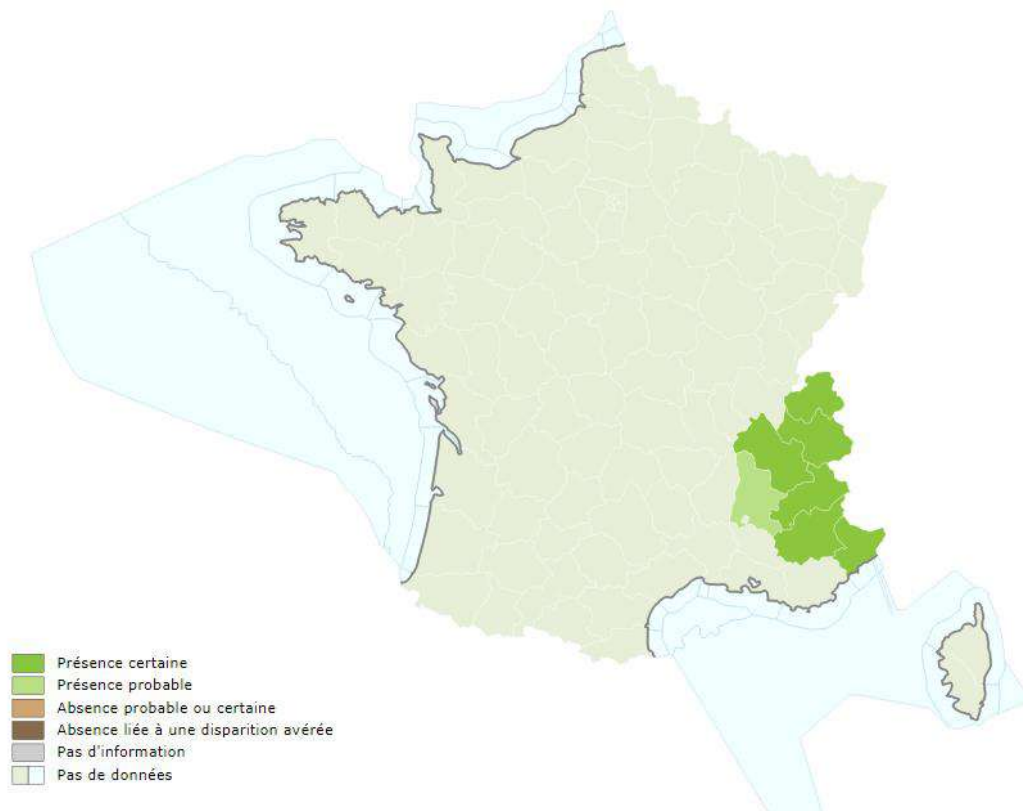 Présence certaine
Présence probable
Absence probable ou certaine
Absence liée à une disparition avérée
Pas d'information
Pas de données